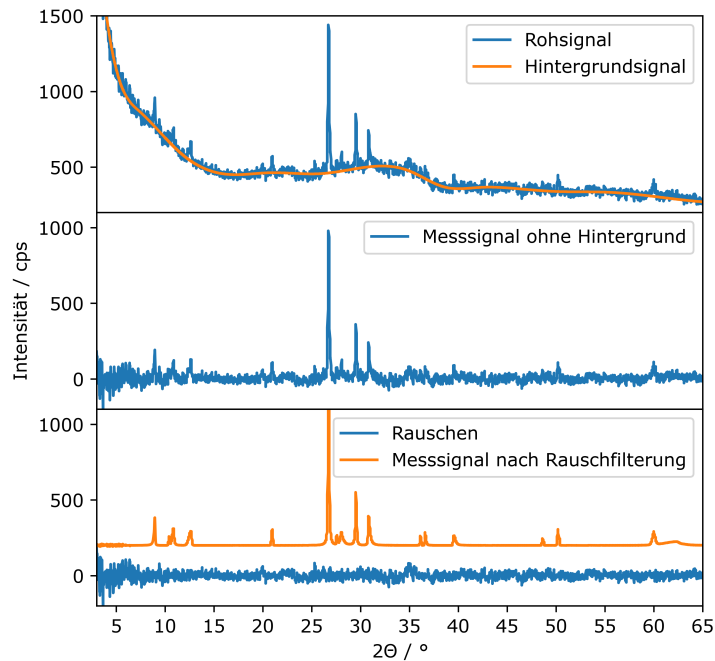 1500
1000
500
Rohsignal
Hintergrundsignal
1000
500
0
Messsignal ohne Hintergrund
Intensität / cps
1000
500
0
Rauschen
Messsignal nach Rauschfilterung
5 10 15 20 25 30 35 40 45 50 55 60 65
2Θ / °